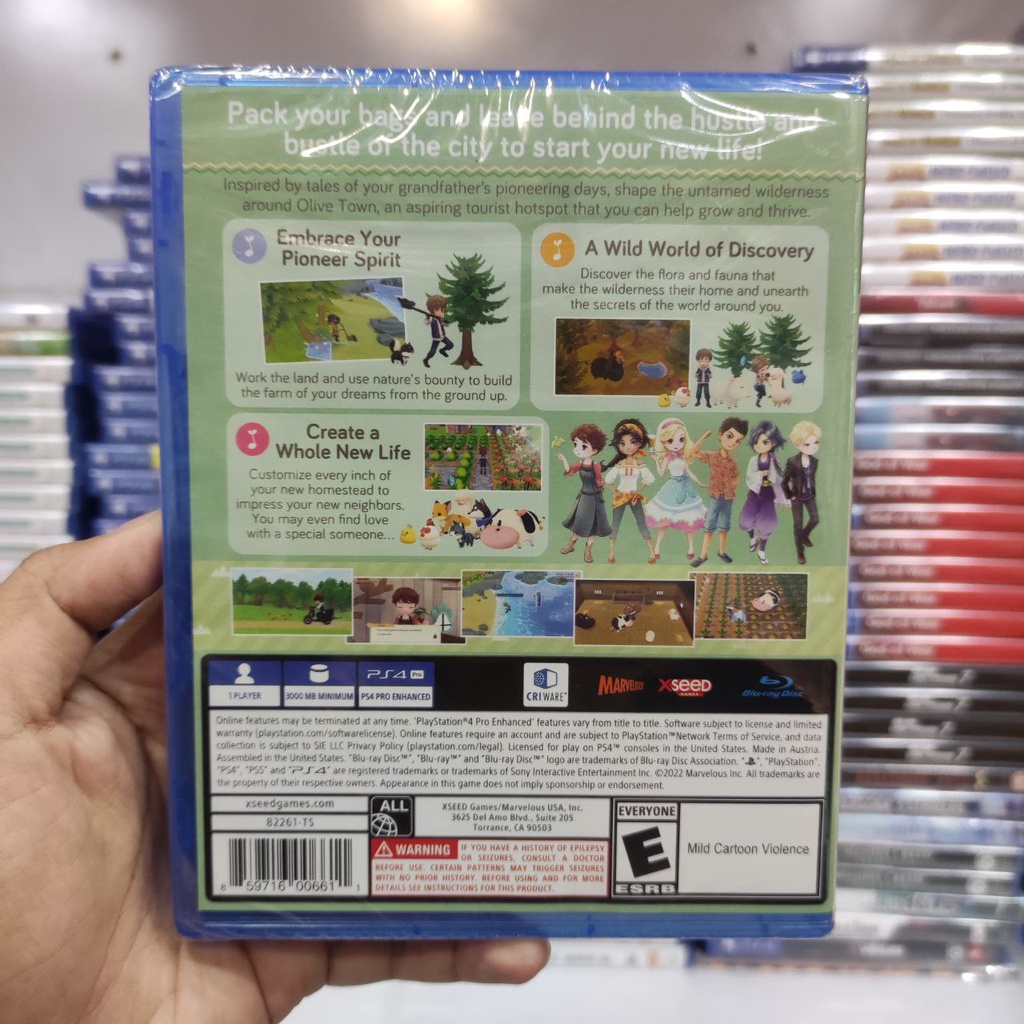 Pack your bags and leave behind the hustle and
bustle of the city to start your new life!
Inspired by tales of your grandfather's pioneering days, shape the untamed wilderness
around Olive Town, an aspiring tourist hotspot that you can help grow and thrive.
Embrace Your
Pioneer Spirit
Work the land and use nature's bounty to build
the farm of your dreams from the ground up.
A Wild World of Discovery
Discover the flora and fauna that
make the wilderness their home and unearth
the secrets of the world around you.
Create a
Whole New Life
Customize every inch of
your new homestead to
impress your new neighbors.
You may even find love
with a special someone...
1 PLAYER
3000 MB MINIMUM
PS4 Pro
PS4 PRO ENHANCED
CRIWARE
MARVELOUS!
XSEED
GAMES
Blu-ray Disc
Online features may be terminated at any time. 'PlayStation®4 Pro Enhanced' features vary from title to title. Software subject to license and limited
warranty (playstation.com/softwarelicense). Online features require an account and are subject to PlayStation™Network Terms of Service, and data
collection is subject to SIE LLC Privacy Policy (playstation.com/legal). Licensed for play on PS4™ consoles in the United States. Made in Austria.
Assembled in the United States. "Blu-ray Disc™", "Blu-ray™" and "Blu-ray Disc™" logo are trademarks of Blu-ray Disc Association. "", "PlayStation",
"PS4", "PS5" and "PS4" are registered trademarks or trademarks of Sony Interactive Entertainment Inc. ©2022 Marvelous Inc. All trademarks are
the property of their respective owners. Appearance in this game does not imply sponsorship or endorsement.
xseedgames.com
82261-TS
8 59716 00661 1
ALL
XSEED Games/Marvelous USA, Inc.
3625 Del Amo Blvd., Suite 205
Torrance, CA 90503
WARNING IF YOU HAVE A HISTORY OF EPILEPSY
OR SEIZURES, CONSULT A DOCTOR
BEFORE USE. CERTAIN PATTERNS MAY TRIGGER SEIZURES
WITH NO PRIOR HISTORY. BEFORE USING AND FOR MORE
DETAILS SEE INSTRUCTIONS FOR THIS PRODUCT.
EVERYONE
E
ESRB
Mild Cartoon Violence